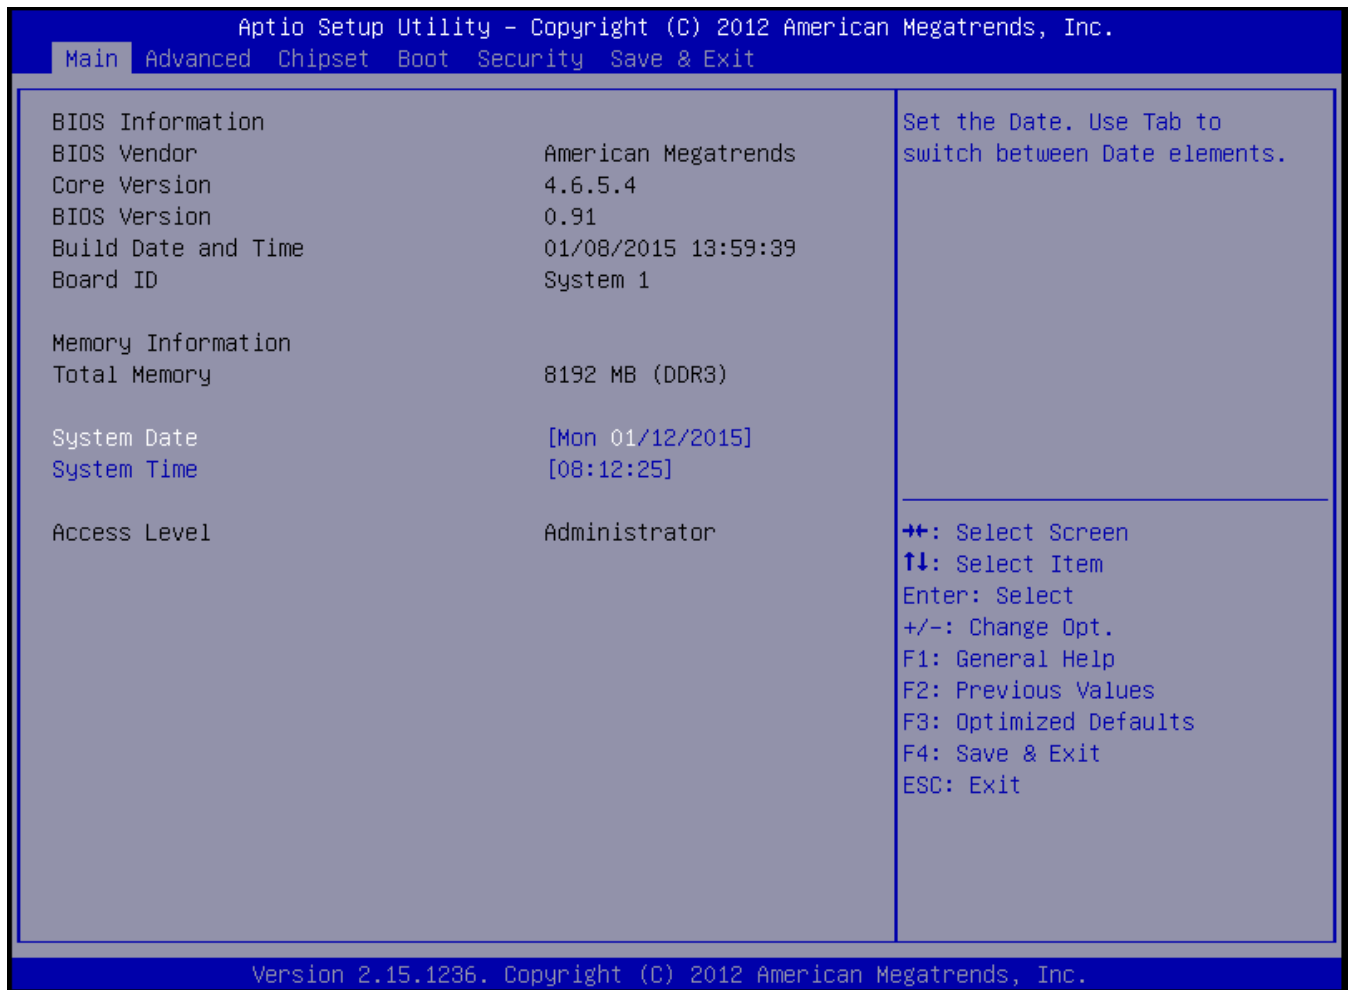 Aptio Setup Utility – Copyright (C) 2012 American Megatrends, Inc.
Main Advanced Chipset Boot Security Save & Exit
BIOS Information
BIOS Vendor American Megatrends
Core Version 4.6.5.4
BIOS Version 0.91
Build Date and Time 01/08/2015 13:59:39
Board ID System 1
Memory Information
Total Memory 8192 MB (DDR3)
System Date [Mon 01/12/2015]
System Time [08:12:25]
Access Level Administrator
Set the Date. Use Tab to
switch between Date elements.
→←: Select Screen
↑↓: Select Item
Enter: Select
+/-: Change Opt.
F1: General Help
F2: Previous Values
F3: Optimized Defaults
F4: Save & Exit
ESC: Exit
Version 2.15.1236. Copyright (C) 2012 American Megatrends, Inc.